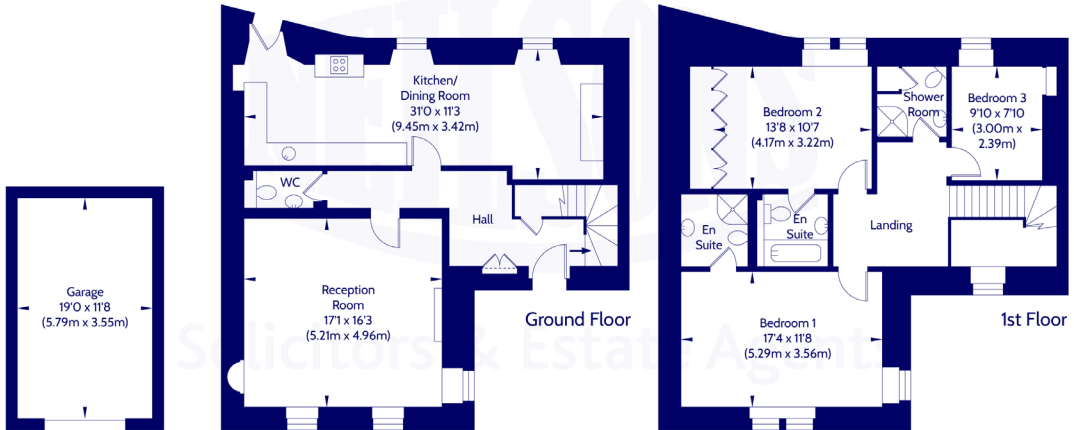 Garage
19'0 x 11'8
(5.79m x 3.55m)
Kitchen/
Dining Room
31'0 x 11'3
(9.45m x 3.42m)
WC
Hall
Reception
Room
17'1 x 16'3
(5.21m x 4.96m)
Ground Floor
Bedroom 2
13'8 x 10'7
(4.17m x 3.22m)
Shower
Room
Bedroom 3
9'10 x 7'10
(3.00m x
2.39m)
En
Suite
En
Suite
Landing
Bedroom 1
17'4 x 11'8
(5.29m x 3.56m)
1st Floor
Solicitors & Estate Agents